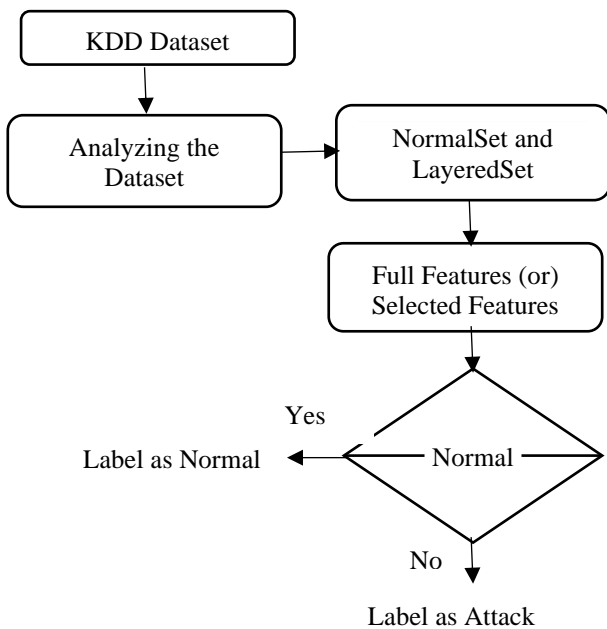 KDD Dataset
Analyzing the
Dataset
NormalSet and
LayeredSet
Full Features (or)
Selected Features
Yes
Label as Normal
Normal
No
Label as Attack